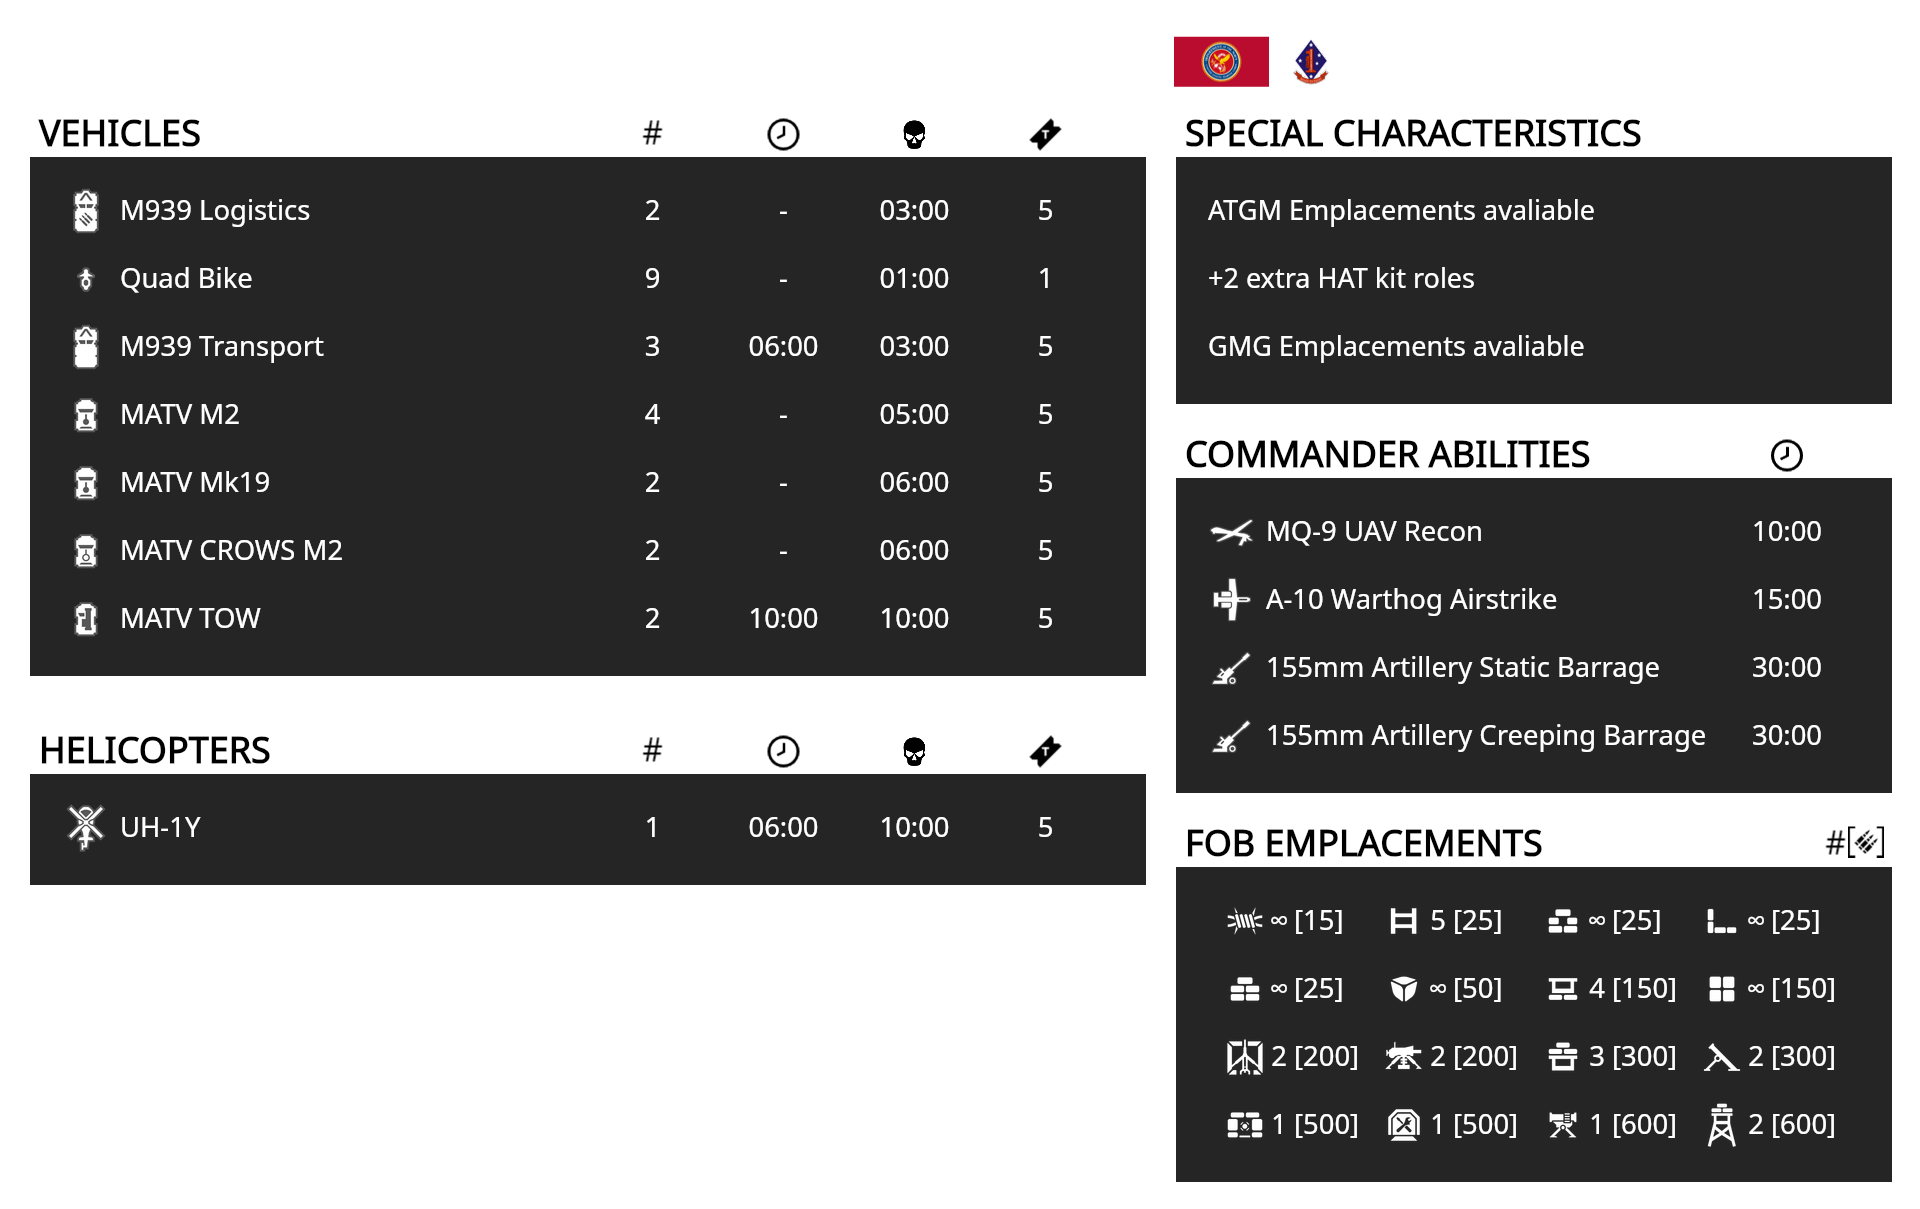 VEHICLES #
M939 Logistics 2 - 03:00 5
Quad Bike 9 - 01:00 1
M939 Transport 3 06:00 03:00 5
MATV M2 4 - 05:00 5
MATV Mk19 2 - 06:00 5
MATV CROWS M2 2 - 06:00 5
MATV TOW 2 10:00 10:00 5
HELICOPTERS #
UH-1Y 1 06:00 10:00 5
SPECIAL CHARACTERISTICS
ATGM Emplacements avaliable
+2 extra HAT kit roles
GMG Emplacements avaliable
COMMANDER ABILITIES
MQ-9 UAV Recon 10:00
A-10 Warthog Airstrike 15:00
155mm Artillery Static Barrage 30:00
155mm Artillery Creeping Barrage 30:00
FOB EMPLACEMENTS #[]
∞ [15] 5 [25] ∞ [25] ∞ [25]
∞ [25] ∞ [50] 4 [150] ∞ [150]
2 [200] 2 [200] 3 [300] 2 [300]
1 [500] 1 [500] 1 [600] 2 [600]